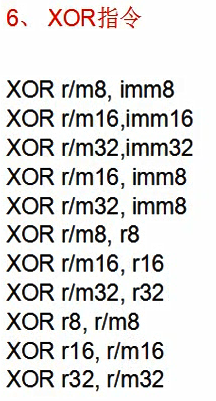 6、 XOR指令
XOR r/m8, imm8
XOR r/m16,imm16
XOR r/m32,imm32
XOR r/m16, imm8
XOR r/m32, imm8
XOR r/m8, r8
XOR r/m16, r16
XOR r/m32, r32
XOR r8, r/m8
XOR r16, r/m16
XOR r32, r/m32